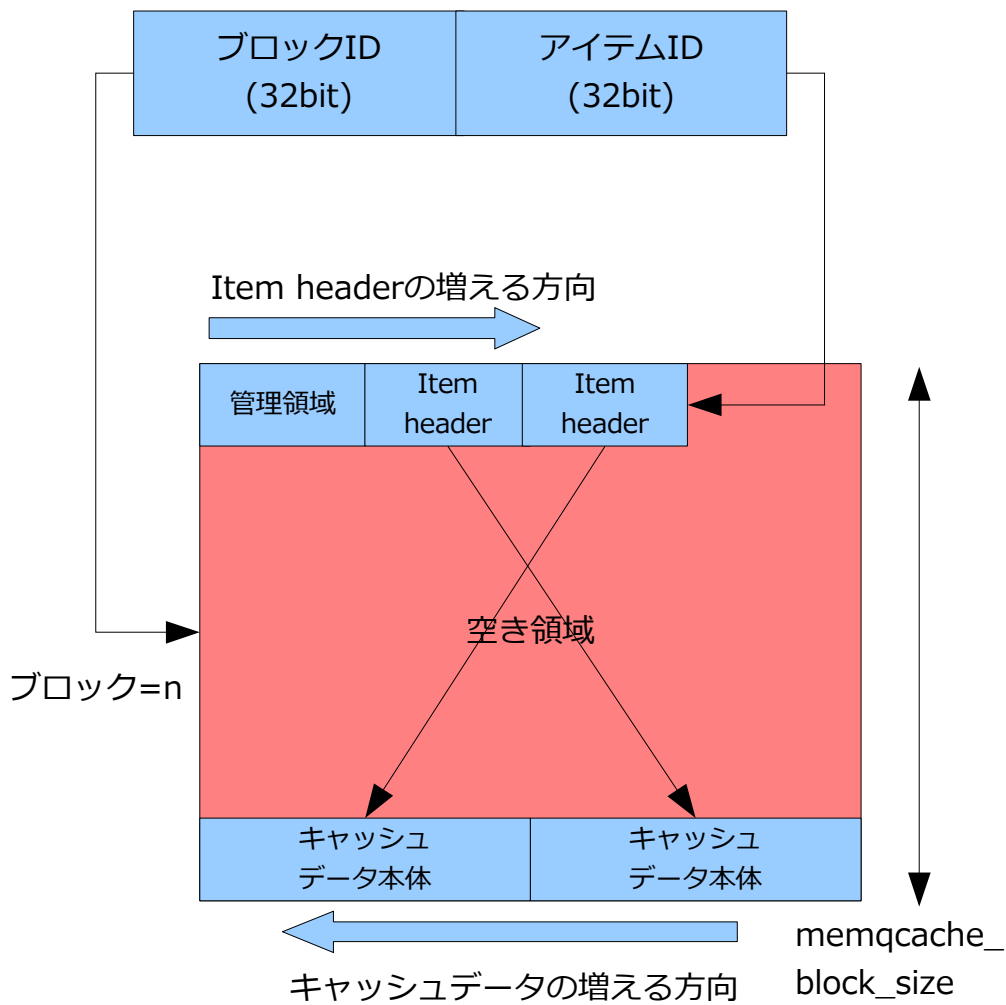 ブロックID
(32bit)
アイテムID
(32bit)
Item headerの増える方向
管理領域
Item
header
Item
header
空き領域
ブロック=n
キャッシュ
データ本体
キャッシュ
データ本体
memqcache_
block_size
キャッシュデータの増える方向